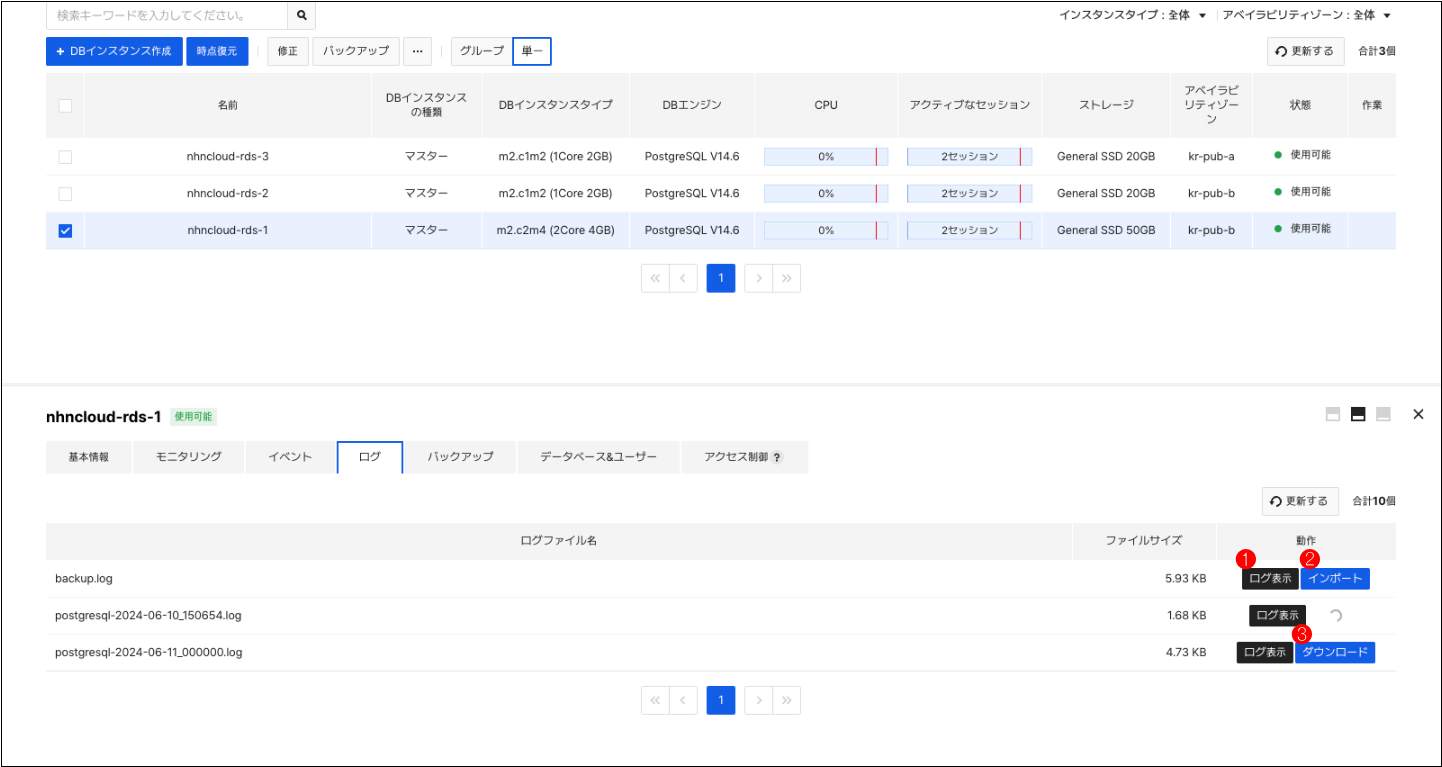 検索キーワードを入力してください。
インスタンスタイプ : 全体 ▼ アベイラビリティゾーン : 全体 ▼
+ DBインスタンス作成 時点復元 修正 バックアップ ... グループ 単一 更新する 合計3個
名前 DBインスタンスの種類 DBインスタンスタイプ DBエンジン CPU アクティブなセッション ストレージ アベイラビリティゾーン 状態 作業
nhncloud-rds-3 マスター m2.c1m2 (1Core 2GB) PostgreSQL V14.6 0% 2セッション General SSD 20GB kr-pub-a 使用可能
nhncloud-rds-2 マスター m2.c1m2 (1Core 2GB) PostgreSQL V14.6 0% 2セッション General SSD 20GB kr-pub-b 使用可能
nhncloud-rds-1 マスター m2.c2m4 (2Core 4GB) PostgreSQL V14.6 0% 2セッション General SSD 50GB kr-pub-b 使用可能
« ‹ 1 › »
nhncloud-rds-1 使用可能
基本情報 モニタリング イベント ログ バックアップ データベース&ユーザー アクセス制御 ?
更新する 合計10個
ログファイル名 ファイルサイズ 動作
1 2
backup.log 5.93 KB ログ表示 インポート
postgresql-2024-06-10_150654.log 1.68 KB ログ表示
3
postgresql-2024-06-11_000000.log 4.73 KB ログ表示 ダウンロード
« ‹ 1 › »